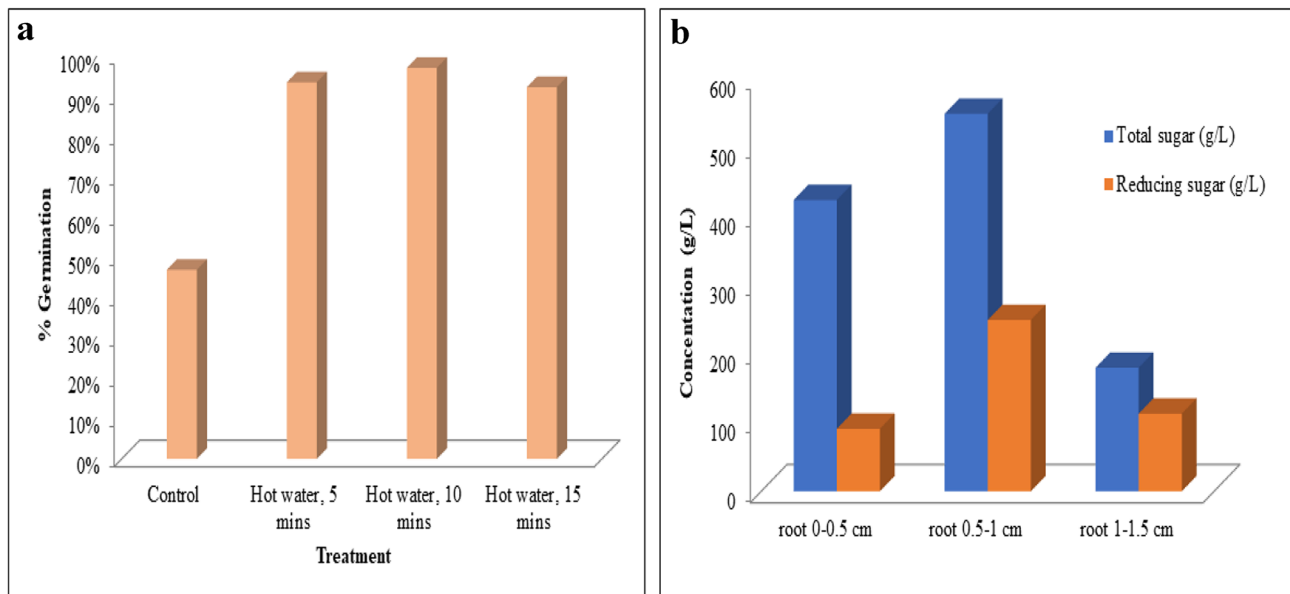 a
100%
90%
80%
70%
60%
50%
40%
30%
20%
10%
0%
% Germination
Control
Hot water, 5
mins
Hot water, 10
mins
Hot water, 15
mins
Treatment
b
600
500
400
300
200
100
0
Concentation (g/L)
Total sugar (g/L)
Reducing sugar (g/L)
root 0-0.5 cm
root 0.5-1 cm
root 1-1.5 cm